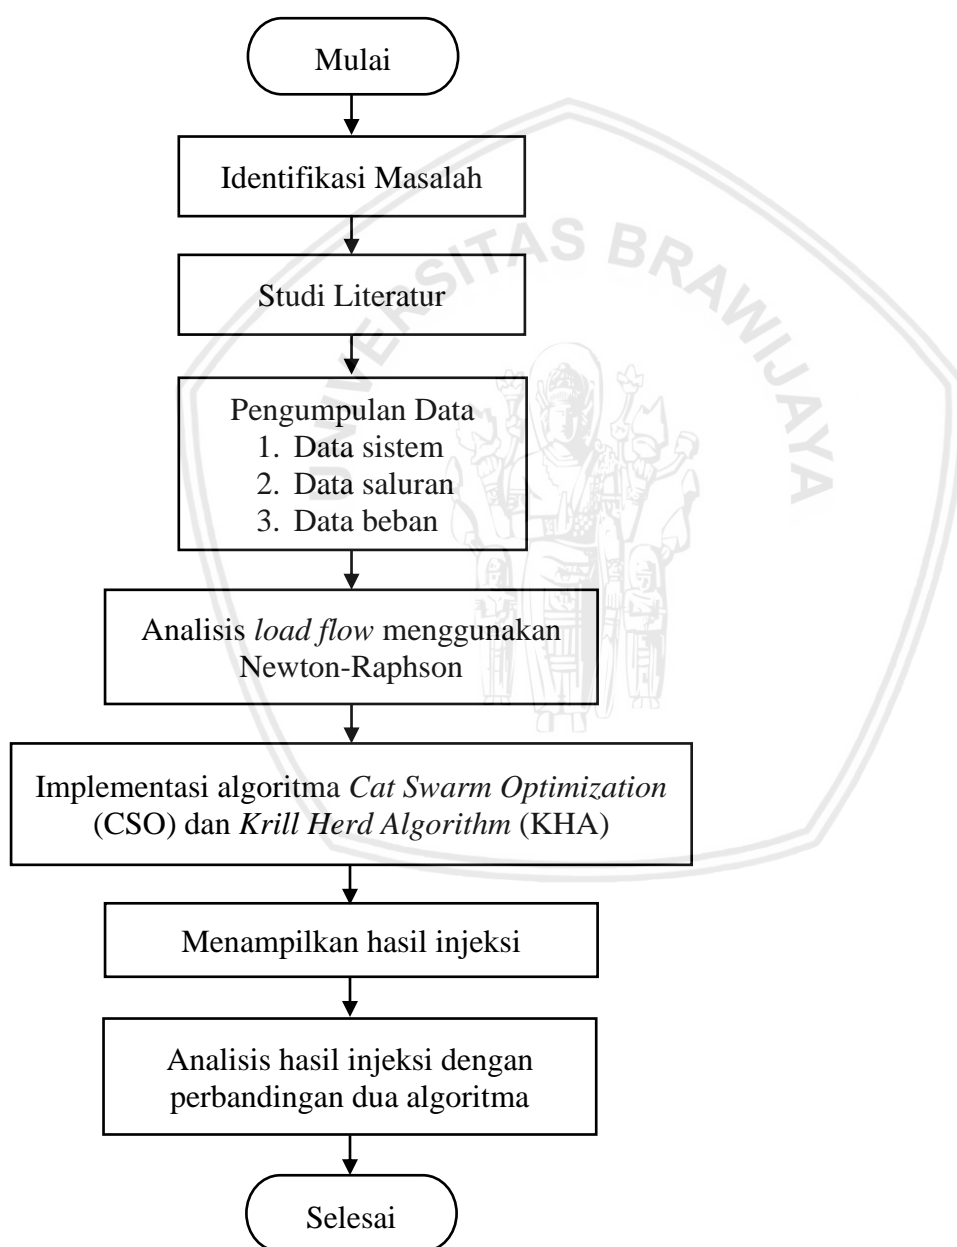 Mulai
Identifikasi Masalah
UNIVERSITAS BRAWIJAYA
Studi Literatur
Pengumpulan Data
1. Data sistem
2. Data saluran
3. Data beban
Analisis load flow menggunakan
Newton-Raphson
Implementasi algoritma Cat Swarm Optimization
(CSO) dan Krill Herd Algorithm (KHA)
Menampilkan hasil injeksi
Analisis hasil injeksi dengan
perbandingan dua algoritma
Selesai